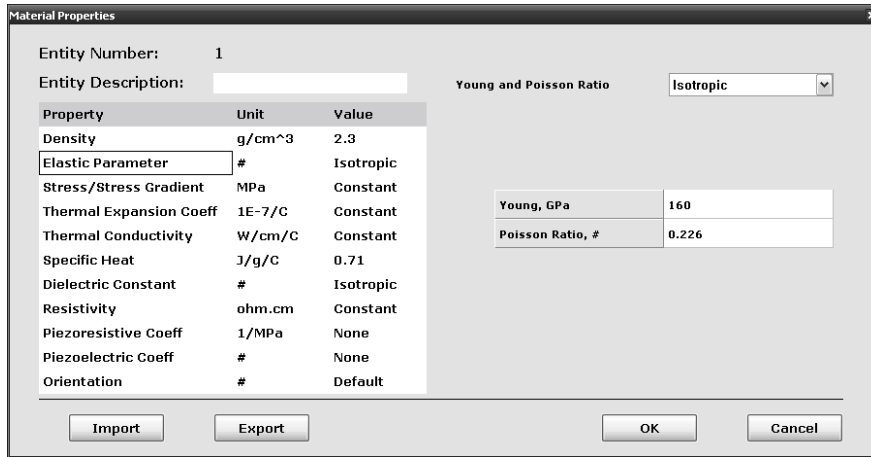 Material Properties
Entity Number: 1
Entity Description:
Young and Poisson Ratio Isotropic
Property Unit Value
Density g/cm^3 2.3
Elastic Parameter # Isotropic
Stress/Stress Gradient MPa Constant
Thermal Expansion Coeff 1E-7/C Constant
Thermal Conductivity W/cm/C Constant
Specific Heat J/g/C 0.71
Dielectric Constant # Isotropic
Resistivity ohm.cm Constant
Piezoresistive Coeff 1/MPa None
Piezoelectric Coeff # None
Orientation # Default
Young, GPa 160
Poisson Ratio, # 0.226
Import Export OK Cancel